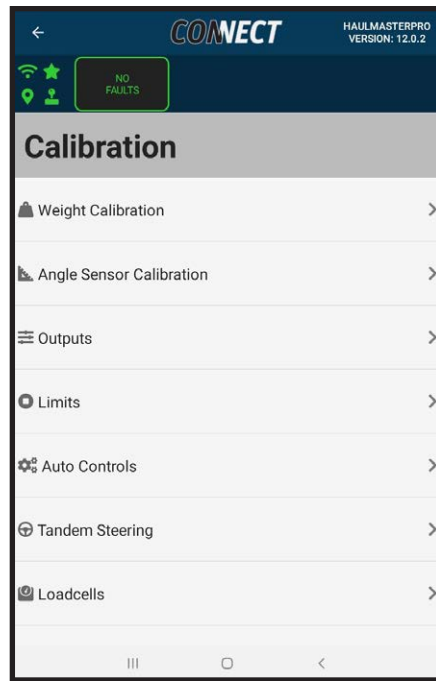 CONNECT
HAULMASTERPRO
VERSION: 12.0.2
NO
FAULTS
Calibration
Weight Calibration
Angle Sensor Calibration
Outputs
Limits
Auto Controls
Tandem Steering
Loadcells